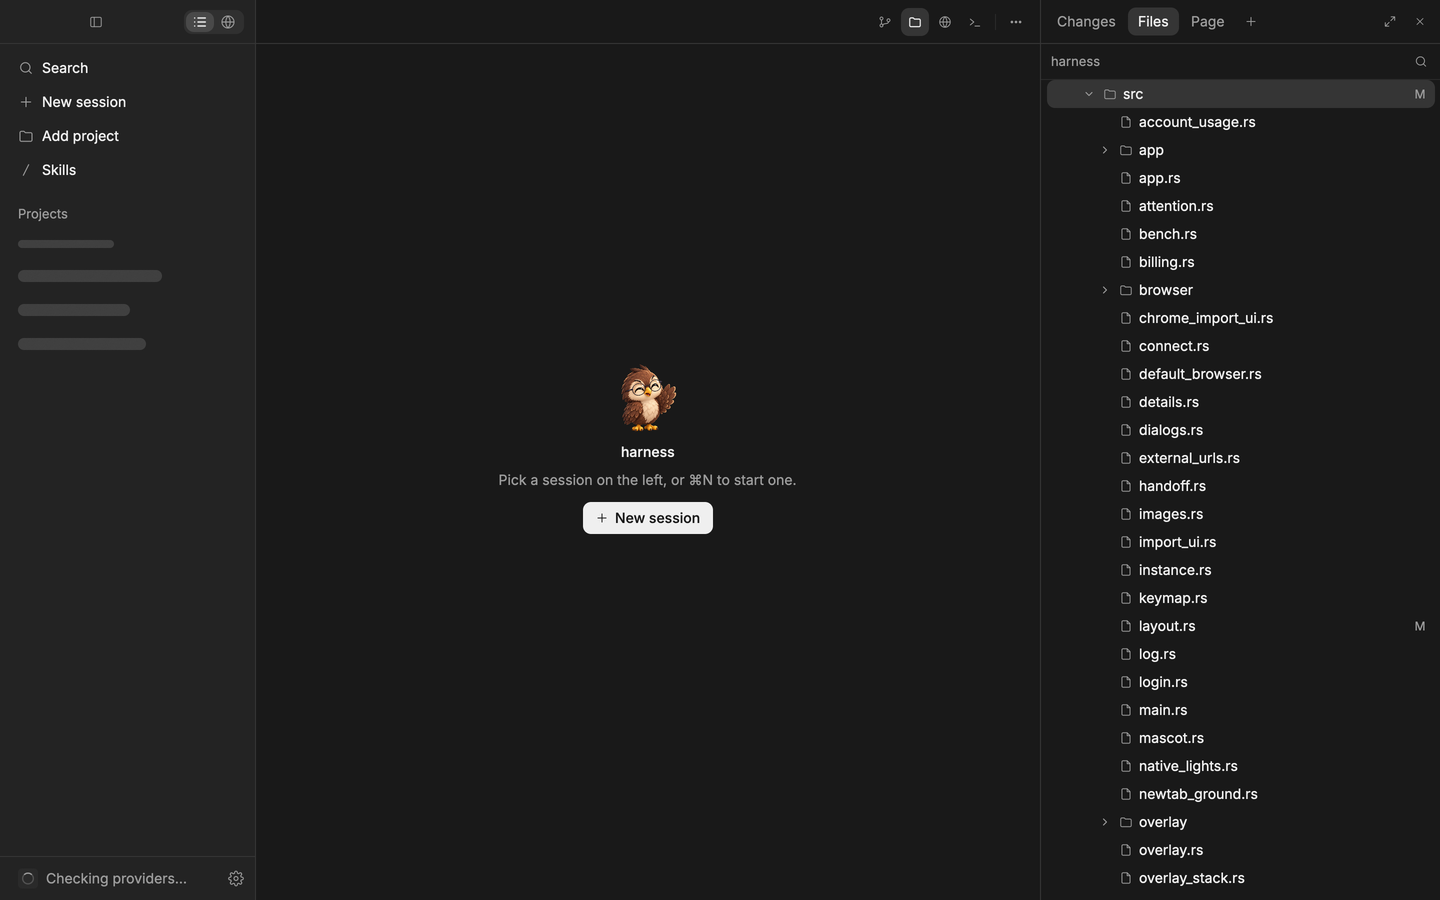 Search
New session
Add project
Skills
Projects
Checking providers...
harness
Pick a session on the left, or ⌘N to start one.
New session
Changes
Files
Page
harness
src M
account_usage.rs
app
app.rs
attention.rs
bench.rs
billing.rs
browser
chrome_import_ui.rs
connect.rs
default_browser.rs
details.rs
dialogs.rs
external_urls.rs
handoff.rs
images.rs
import_ui.rs
instance.rs
keymap.rs
layout.rs M
log.rs
login.rs
main.rs
mascot.rs
native_lights.rs
newtab_ground.rs
overlay
overlay.rs
overlay_stack.rs